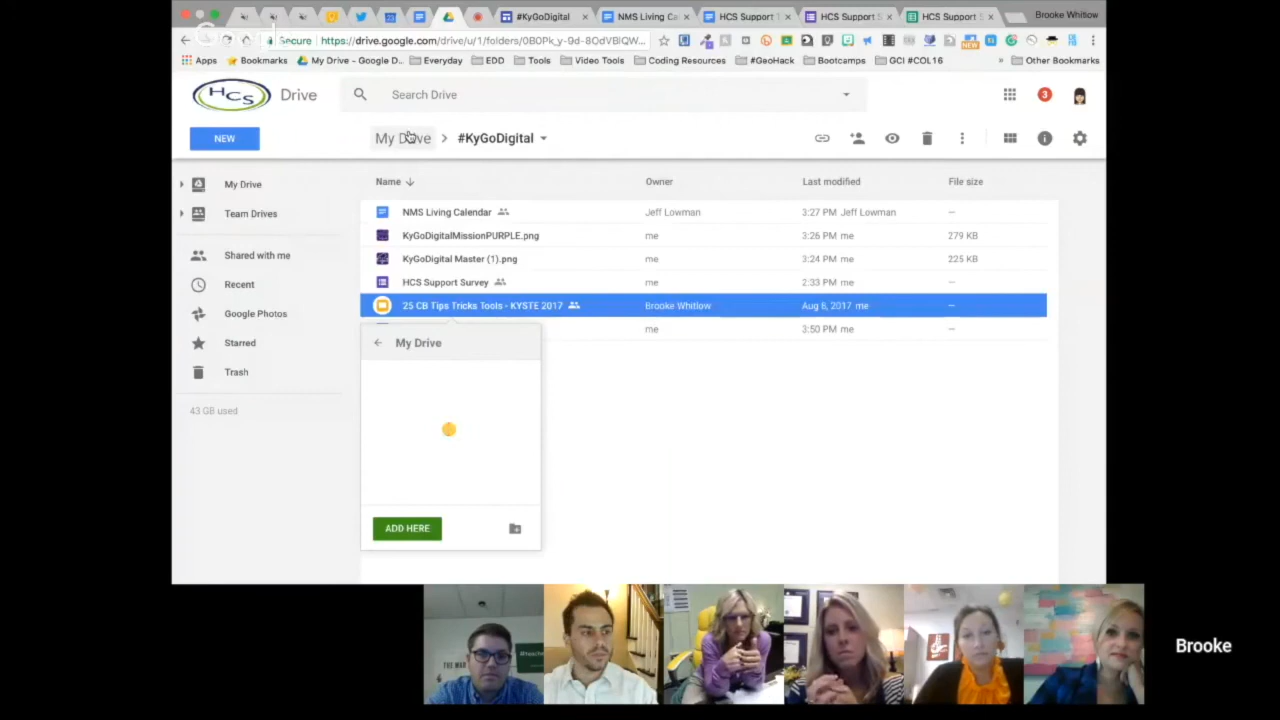 #KyGoDigital
NMS Living Ca
HCS Support
HCS Support S
HCS Support
Brooke Whitlow
Secure https://drive.google.com/drive/u/1/folders/0B0Pk_y-9d-8OdVBlQW...
NEW
Apps Bookmarks My Drive - Google D... Everyday EDD Tools Video Tools Coding Resources #GeoHack Bootcamps GCI #COL16 » Other Bookmarks
HCS Drive Search Drive 3
NEW My Drive > #KyGoDigital
Name Owner Last modified File size
My Drive
Team Drives
Shared with me
Recent
Google Photos
Starred
Trash
43 GB used
NMS Living Calendar Jeff Lowman 3:27 PM Jeff Lowman —
KyGoDigitalMissionPURPLE.png me 3:26 PM me 279 KB
KyGoDigital Master (1).png me 3:24 PM me 225 KB
HCS Support Survey me 2:33 PM me —
25 CB Tips Tricks Tools - KYSTE 2017 Brooke Whitlow Aug 8, 2017 me —
me 3:50 PM me —
My Drive
ADD HERE
THE MA
#reache
Brooke